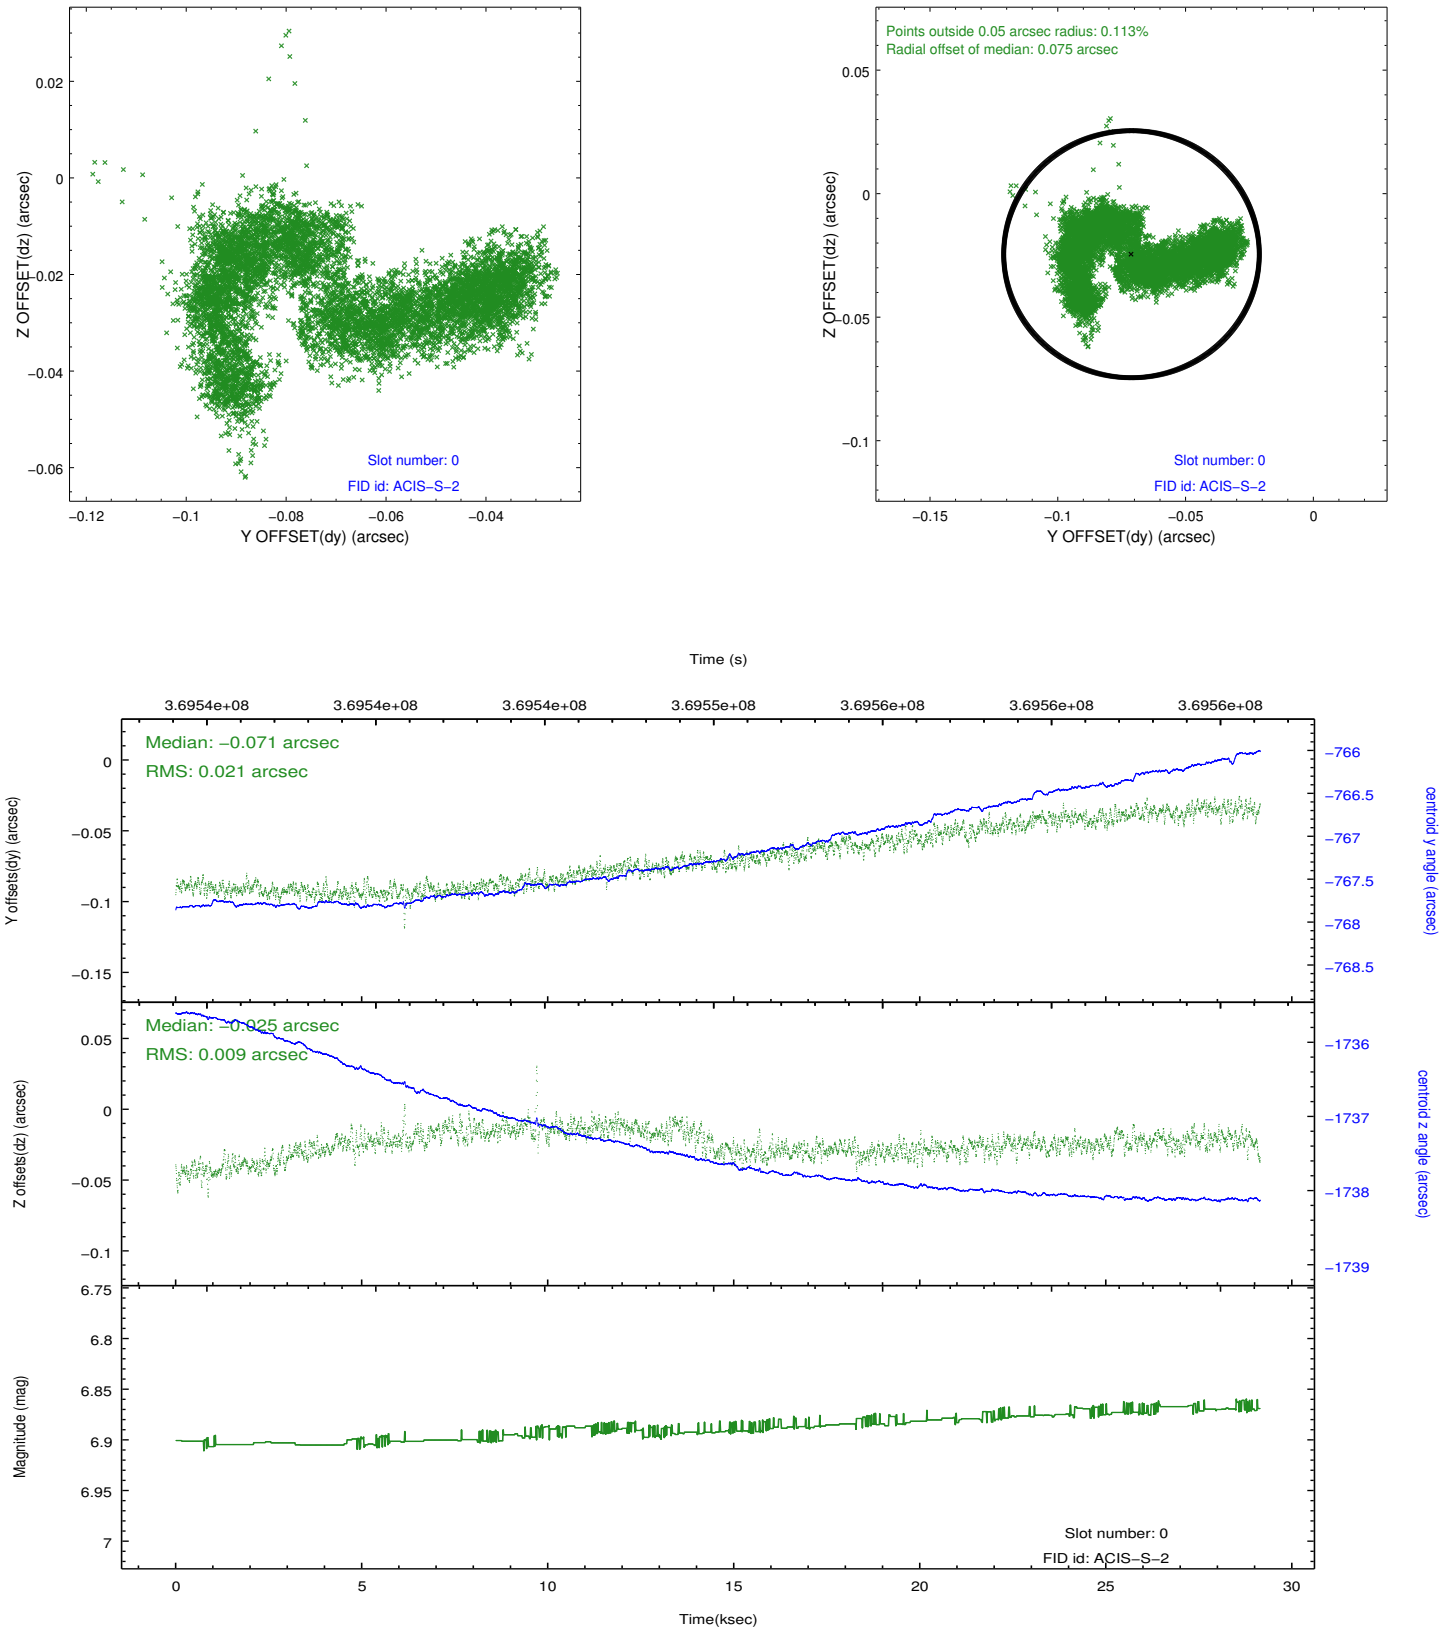 0.02
0
−0.02
−0.04
−0.06
Z OFFSET(dz) (arcsec)
Slot number: 0
FID id: ACIS−S−2
−0.12
−0.1
−0.08
−0.06
−0.04
Y OFFSET(dy) (arcsec)
Points outside 0.05 arcsec radius: 0.113%
Radial offset of median: 0.075 arcsec
0.05
0
−0.05
−0.1
Z OFFSET(dz) (arcsec)
Slot number: 0
FID id: ACIS−S−2
−0.15
−0.1
−0.05
0
Y OFFSET(dy) (arcsec)
Time (s)
3.6954e+08
3.6954e+08
3.6954e+08
3.6955e+08
3.6956e+08
3.6956e+08
3.6956e+08
Median: −0.071 arcsec
RMS: 0.021 arcsec
0
−0.05
−0.1
−0.15
Y offsets(dy) (arcsec)
−766
−766.5
−767
−767.5
−768
−768.5
centroid y angle (arcsec)
Median: −0.025 arcsec
RMS: 0.009 arcsec
0.05
0
−0.05
−0.1
Z offsets(dz) (arcsec)
−1736
−1737
−1738
−1739
centroid z angle (arcsec)
6.75
6.8
6.85
6.9
6.95
7
Magnitude (mag)
Slot number: 0
FID id: ACIS−S−2
0
5
10
15
20
25
30
Time(ksec)